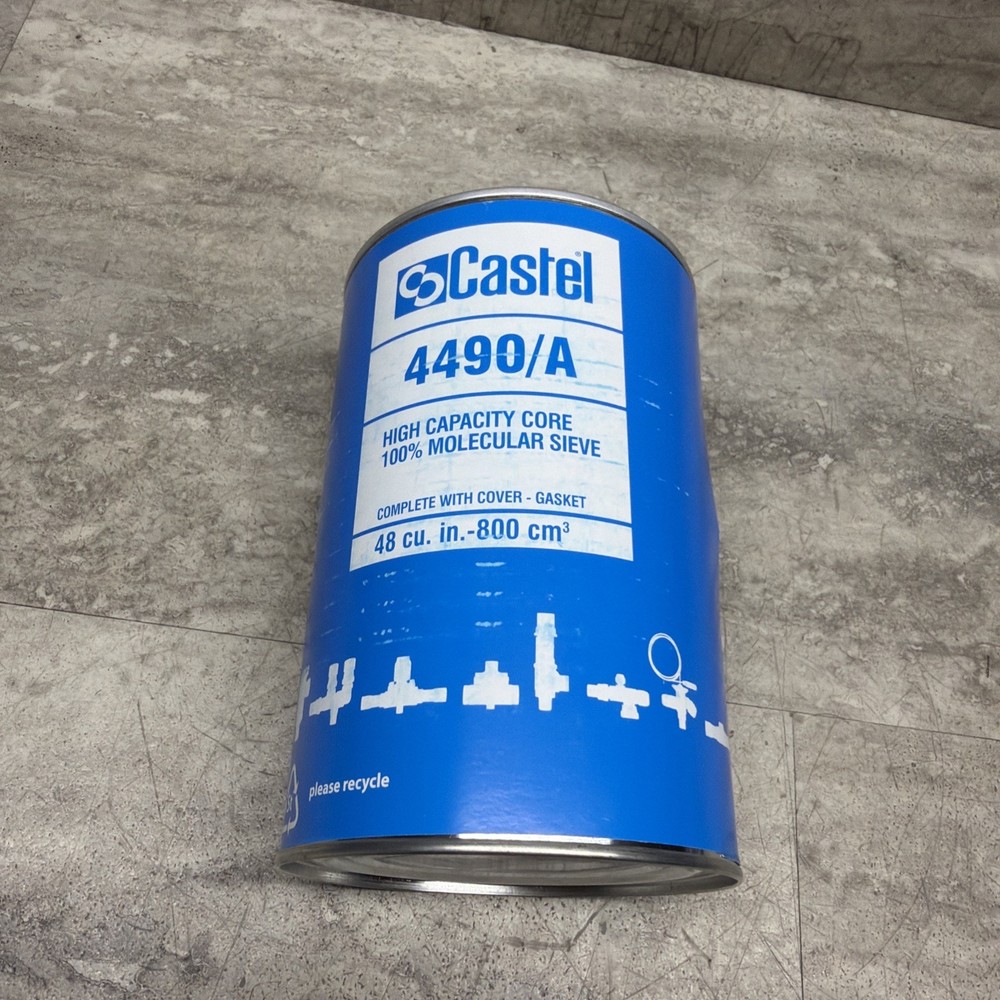 Castel®
4490/A
HIGH CAPACITY CORE
100% MOLECULAR SIEVE
COMPLETE WITH COVER - GASKET
48 cu. in.-800 cm³
please recycle